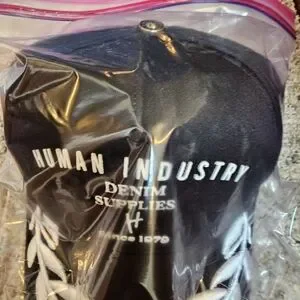 HUMAN INDUSTRY
DENIM
SUPPLIES
H
Since 1979